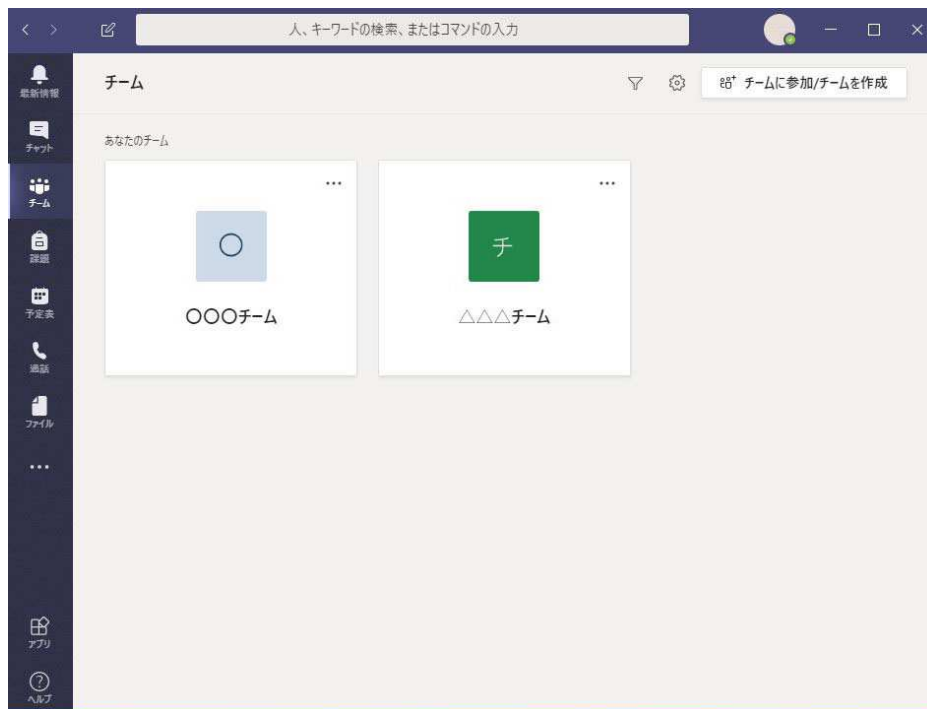 人、キーワードの検索、またはコマンドの入力
最新情報
チャット
チーム
課題
予定表
通話
ファイル
アプリ
ヘルプ
チーム
チームに参加/チームを作成
あなたのチーム
〇
〇〇〇チーム
チ
△△△チーム